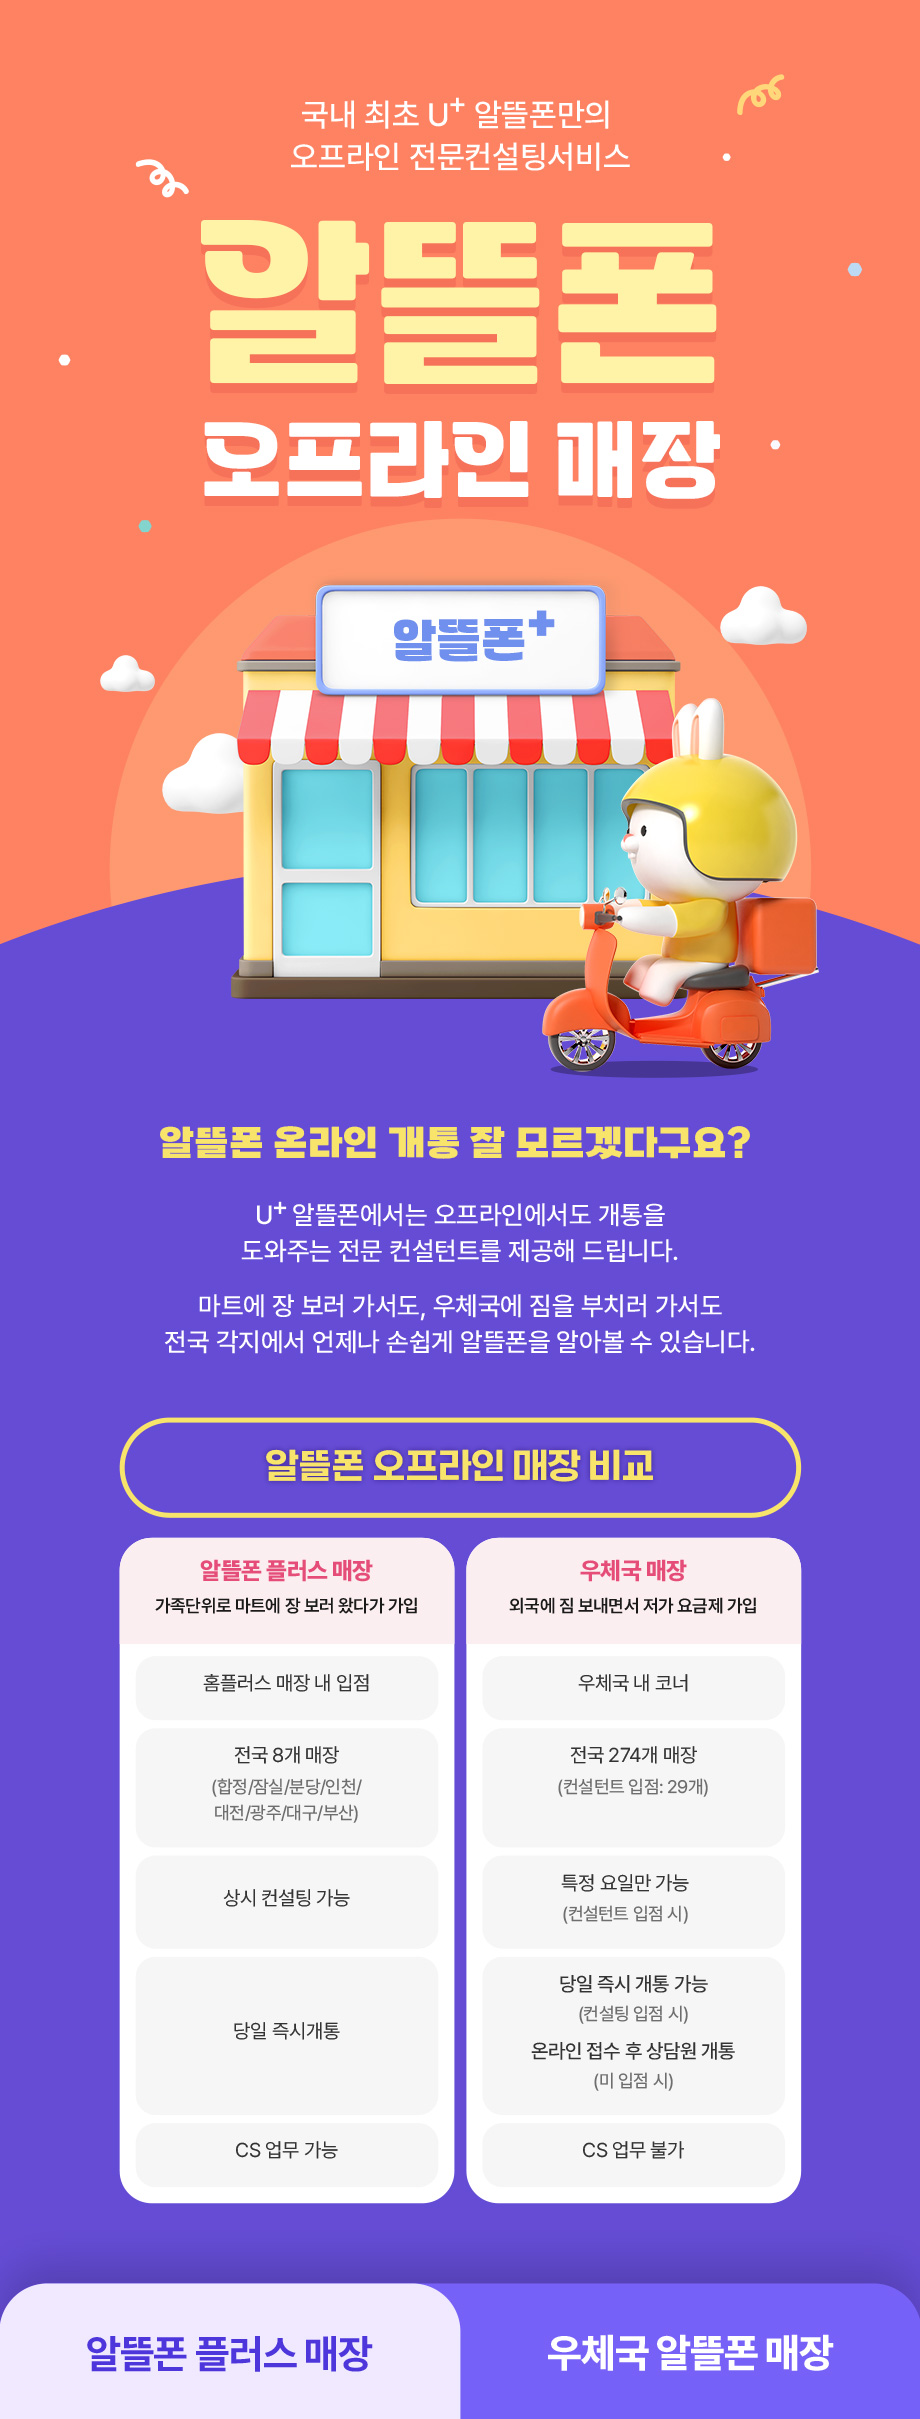 국내 최초 U+ 알뜰폰만의
오프라인 전문컨설팅서비스
알뜰폰
오프라인 매장
알뜰폰+
알뜰폰 온라인 개통 잘 모르겠다구요?
U+ 알뜰폰에서는 오프라인에서도 개통을
도와주는 전문 컨설턴트를 제공해 드립니다.
마트에 장 보러 가서도, 우체국에 짐을 부치러 가서도
전국 각지에서 언제나 손쉽게 알뜰폰을 알아볼 수 있습니다.
알뜰폰 오프라인 매장 비교
알뜰폰 플러스 매장
가족단위로 마트에 장 보러 왔다가 가입
홈플러스 매장 내 입점
전국 8개 매장
(합정/잠실/분당/인천/
대전/광주/대구/부산)
상시 컨설팅 가능
당일 즉시개통
CS 업무 가능
우체국 매장
외국에 짐 보내면서 저가 요금제 가입
우체국 내 코너
전국 274개 매장
(컨설턴트 입점: 29개)
특정 요일만 가능
(컨설턴트 입점 시)
당일 즉시 개통 가능
(컨설팅 입점 시)
온라인 접수 후 상담원 개통
(미 입점 시)
CS 업무 불가
알뜰폰 플러스 매장
우체국 알뜰폰 매장